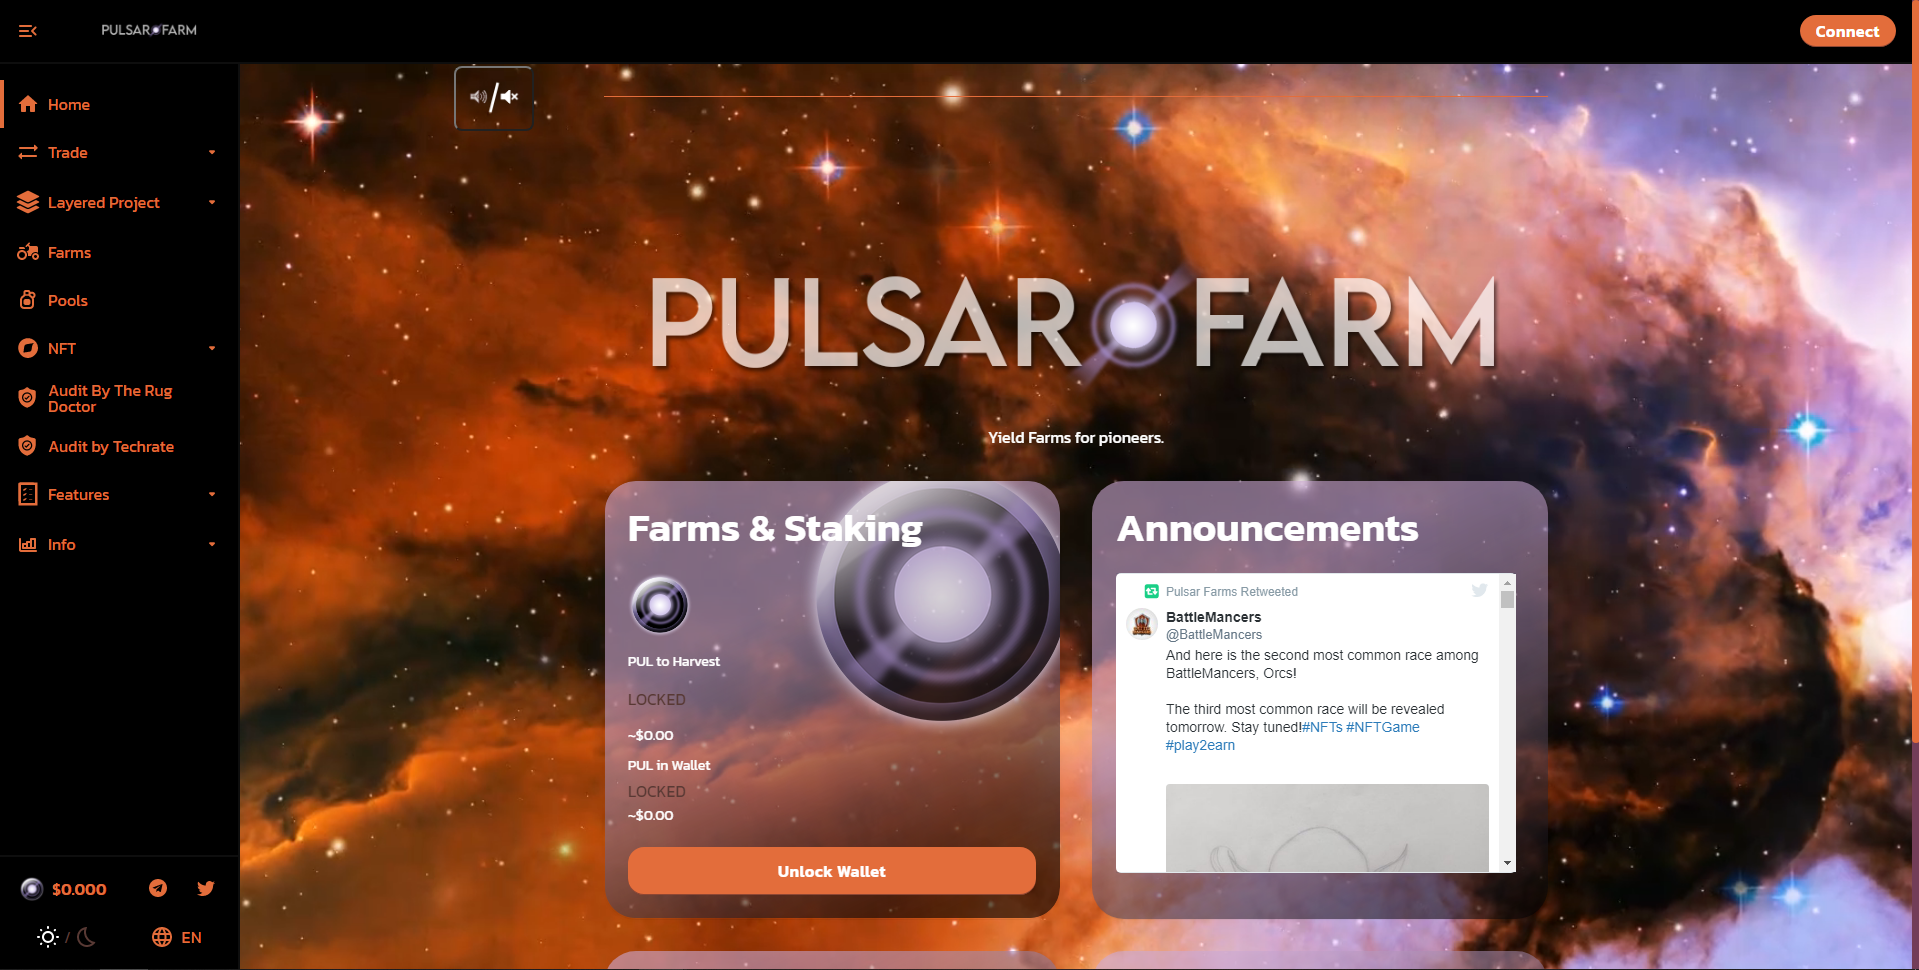 PULSAR FARM
Connect
Home
Trade
Layered Project
Farms
Pools
NFT
Audit By The Rug
Doctor
Audit by Techrate
Features
Info
$0.000
/
EN
/
PULSAR FARM
Yield Farms for pioneers.
Farms & Staking
PUL to Harvest
LOCKED
~$0.00
PUL in Wallet
LOCKED
~$0.00
Unlock Wallet
Announcements
Pulsar Farms Retweeted
BattleMancers
@BattleMancers
And here is the second most common race among
BattleMancers, Orcs!
The third most common race will be revealed
tomorrow. Stay tuned!#NFTs #NFTGame
#play2earn